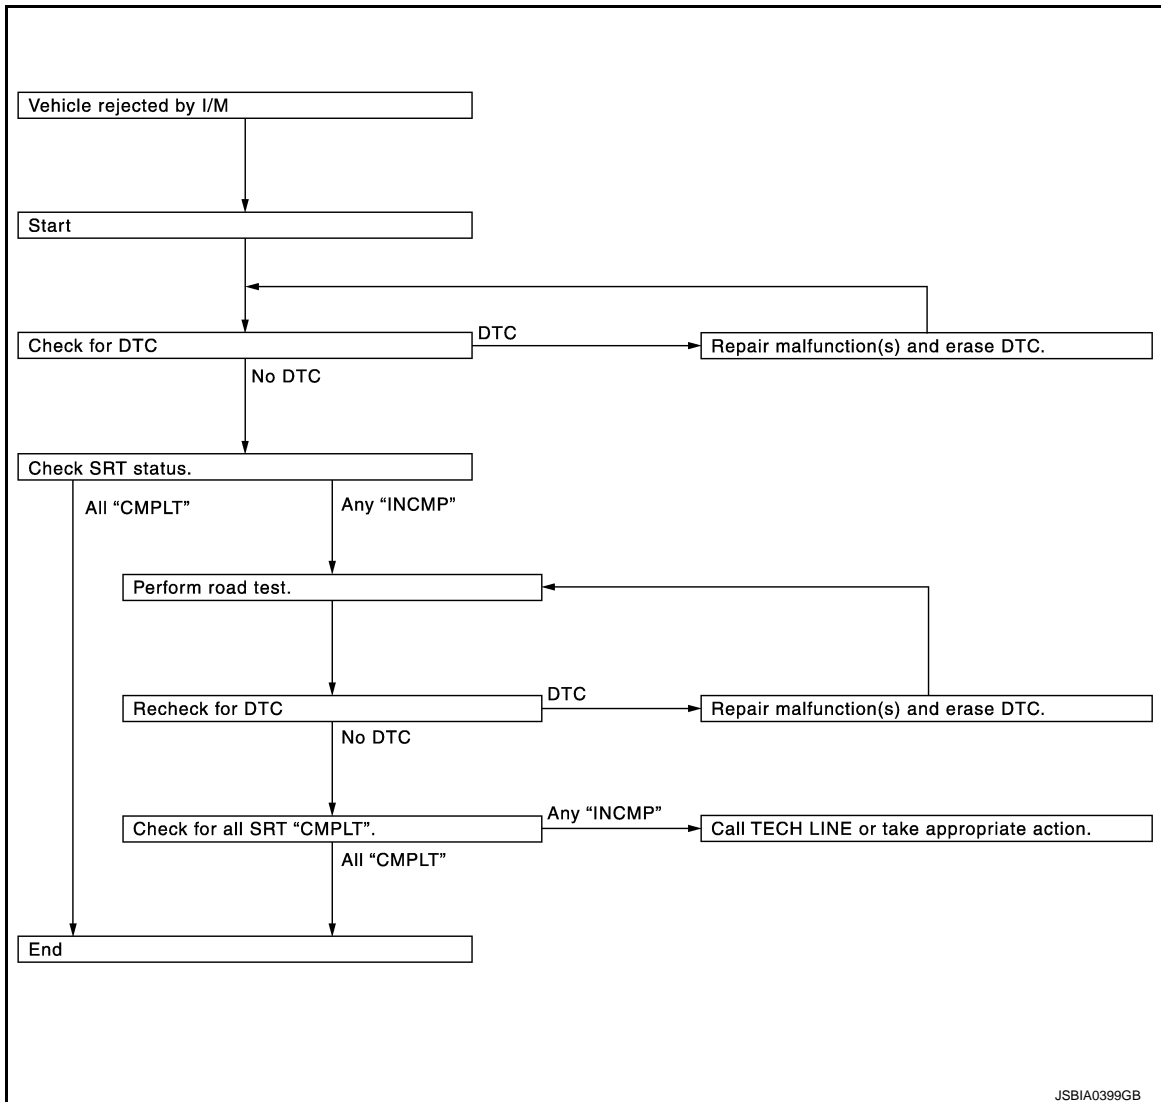 Vehicle rejected by I/M
Start
Check for DTC
DTC
Repair malfunction(s) and erase DTC.
No DTC
Check SRT status.
All “CMPLT”
Any “INCMP”
Perform road test.
Recheck for DTC
DTC
Repair malfunction(s) and erase DTC.
No DTC
Check for all SRT “CMPLT”.
Any “INCMP”
Call TECH LINE or take appropriate action.
All “CMPLT”
End
JSBIA0399GB